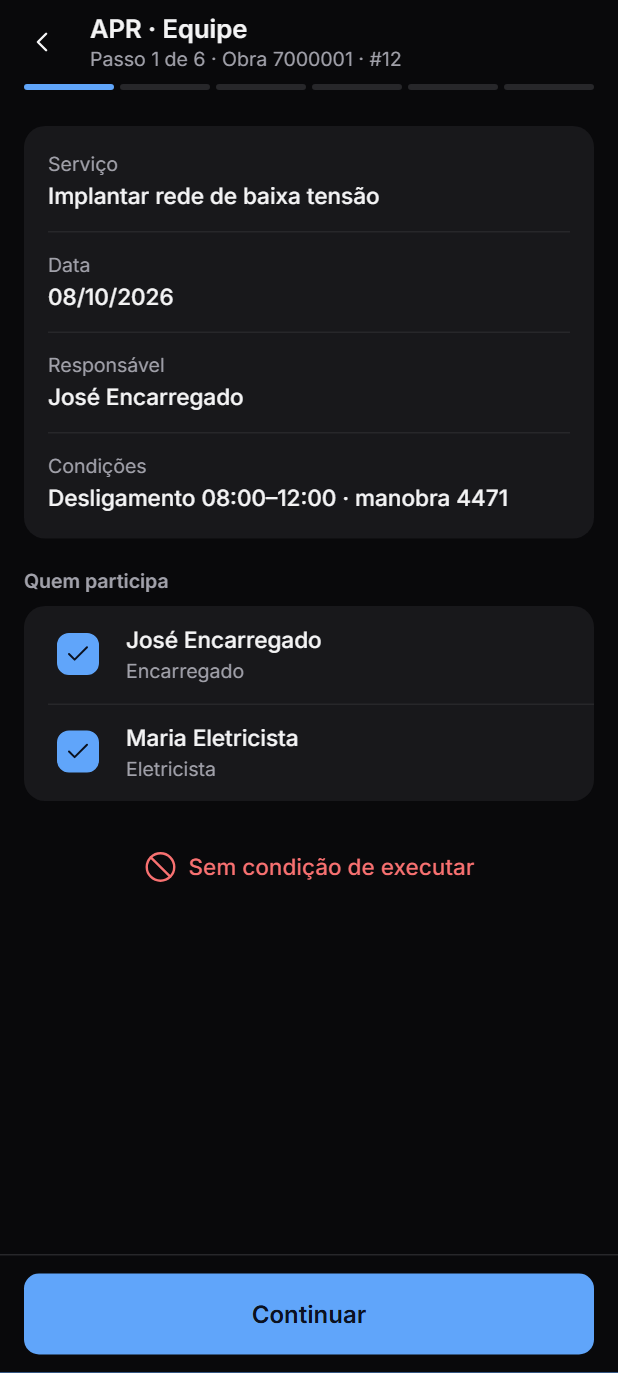 APR · Equipe
Passo 1 de 6 · Obra 7000001 · #12
Serviço
Implantar rede de baixa tensão
Data
08/10/2026
Responsável
José Encarregado
Condições
Desligamento 08:00–12:00 · manobra 4471
Quem participa
José Encarregado
Encarregado
Maria Eletricista
Eletricista
Sem condição de executar
Continuar